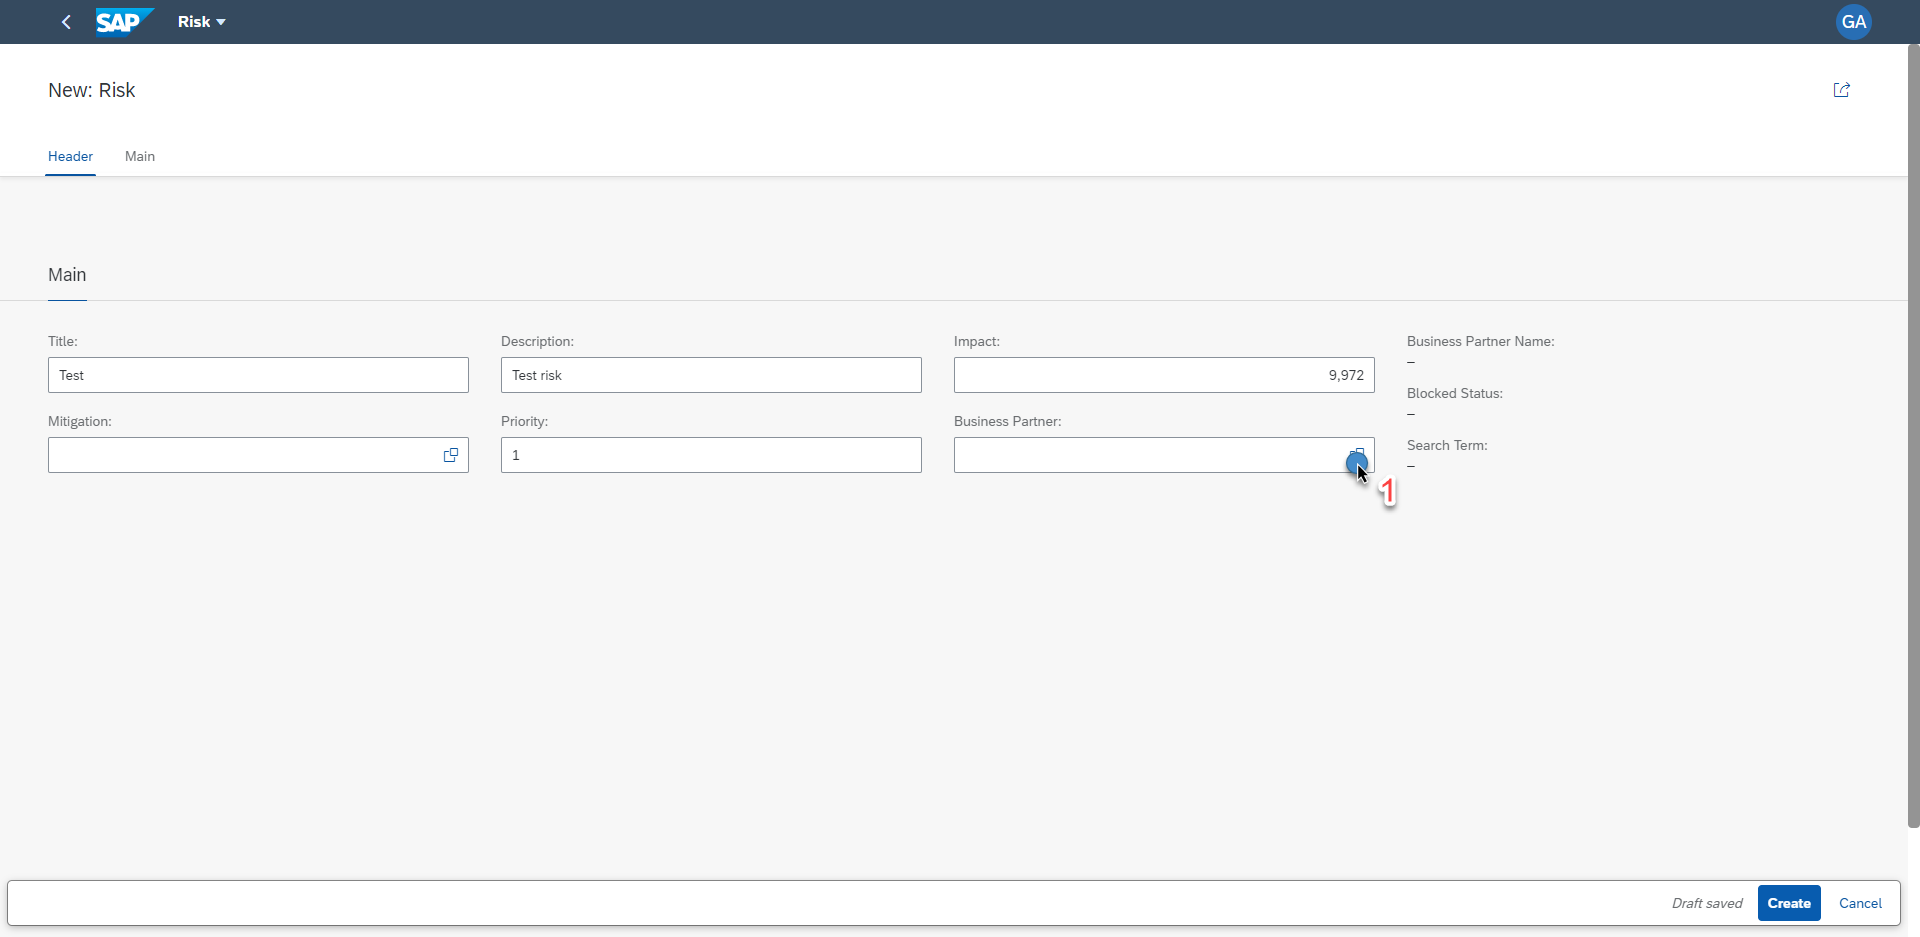 SAP Risk GA
New: Risk
Header Main
Main
Title: Description: Impact: Business Partner Name:
Test Test risk 9,972 –
Blocked Status:
–
Mitigation: Priority: Business Partner:
Search Term:
1 –
1
Draft saved Create Cancel